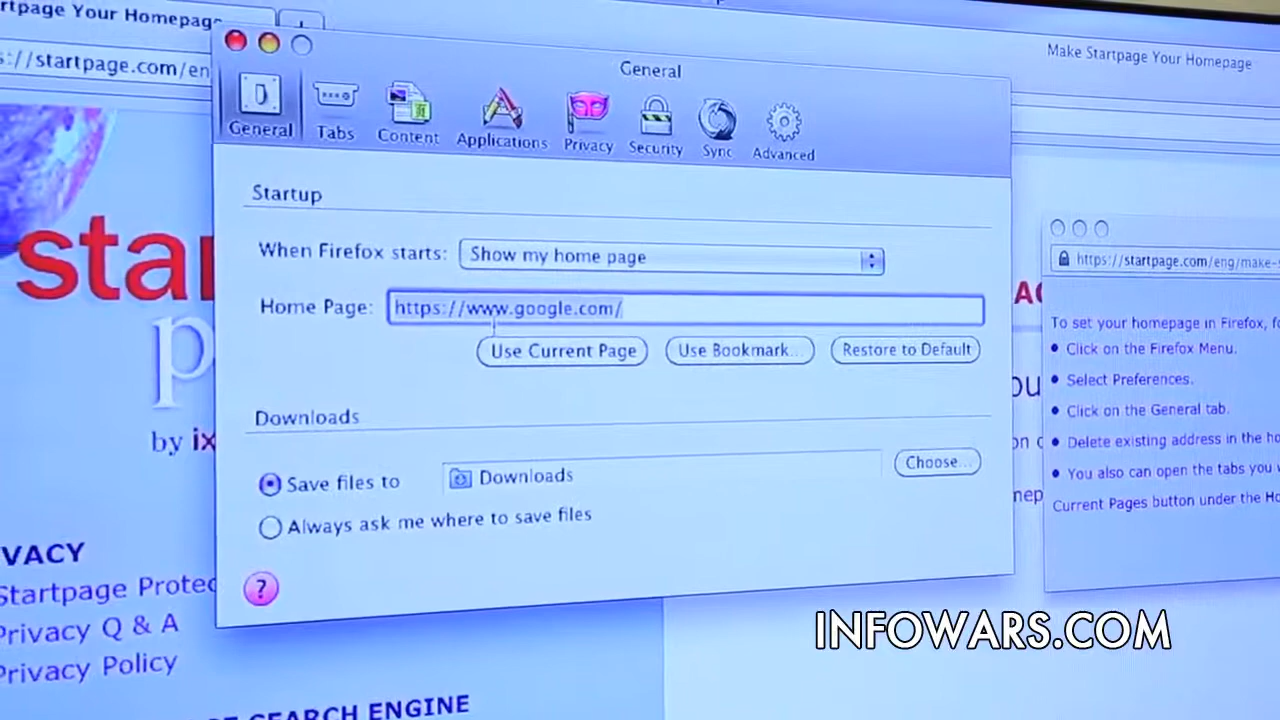 rtpage Your Homepage
s://startpage.com/en
Make Startpage Your Homepage
General
General
Tabs
Content
Applications
Privacy
Security
Sync
Advanced
Startup
When Firefox starts: Show my home page
Home Page: https://www.google.com/
Use Current Page
Use Bookmark...
Restore to Default
Downloads
Save files to Downloads Choose...
Always ask me where to save files
?
sta
p
by ix
VACY
Startpage Protec
Privacy Q & A
Privacy Policy
SEARCH ENGINE
https://startpage.com/eng/make-s
To set your homepage in Firefox, fo
Click on the Firefox Menu.
Select Preferences.
Click on the General tab.
Delete existing address in the ho
You also can open the tabs you w
Current Pages button under the Ho
INFOWARS.COM